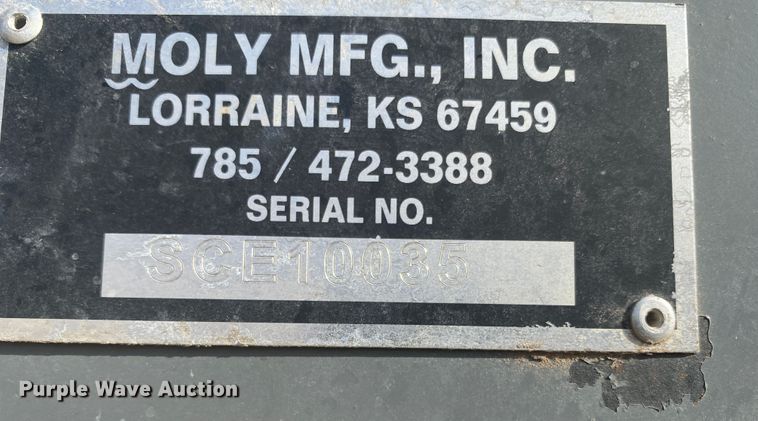 MOLY MFG., INC.
LORRAINE, KS 67459
785 / 472-3388
SERIAL NO.
SCE10035
Purple Wave Auction